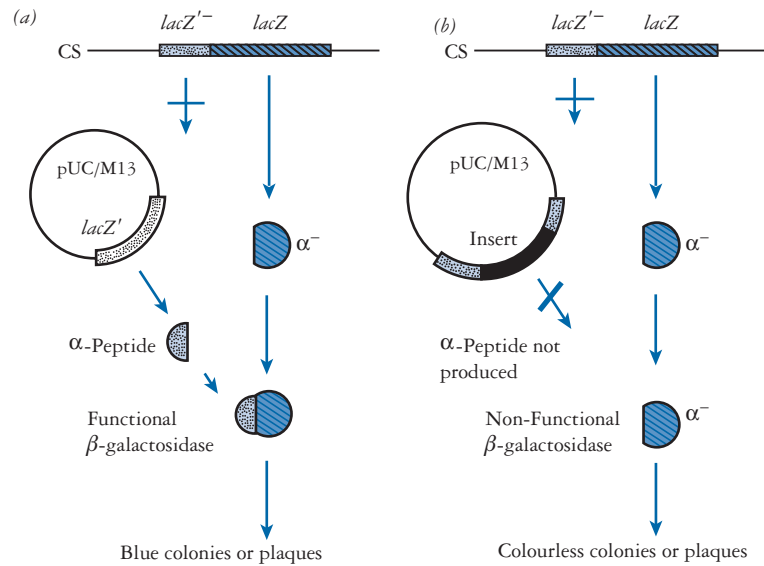 (a)
lacZ′⁻ lacZ
CS
pUC/M13
lacZ′
α⁻
α-Peptide
Functional
β-galactosidase
Blue colonies or plaques
(b)
lacZ′⁻ lacZ
CS
pUC/M13
Insert
α⁻
α-Peptide not
produced
Non-Functional
β-galactosidase
α⁻
Colourless colonies or plaques